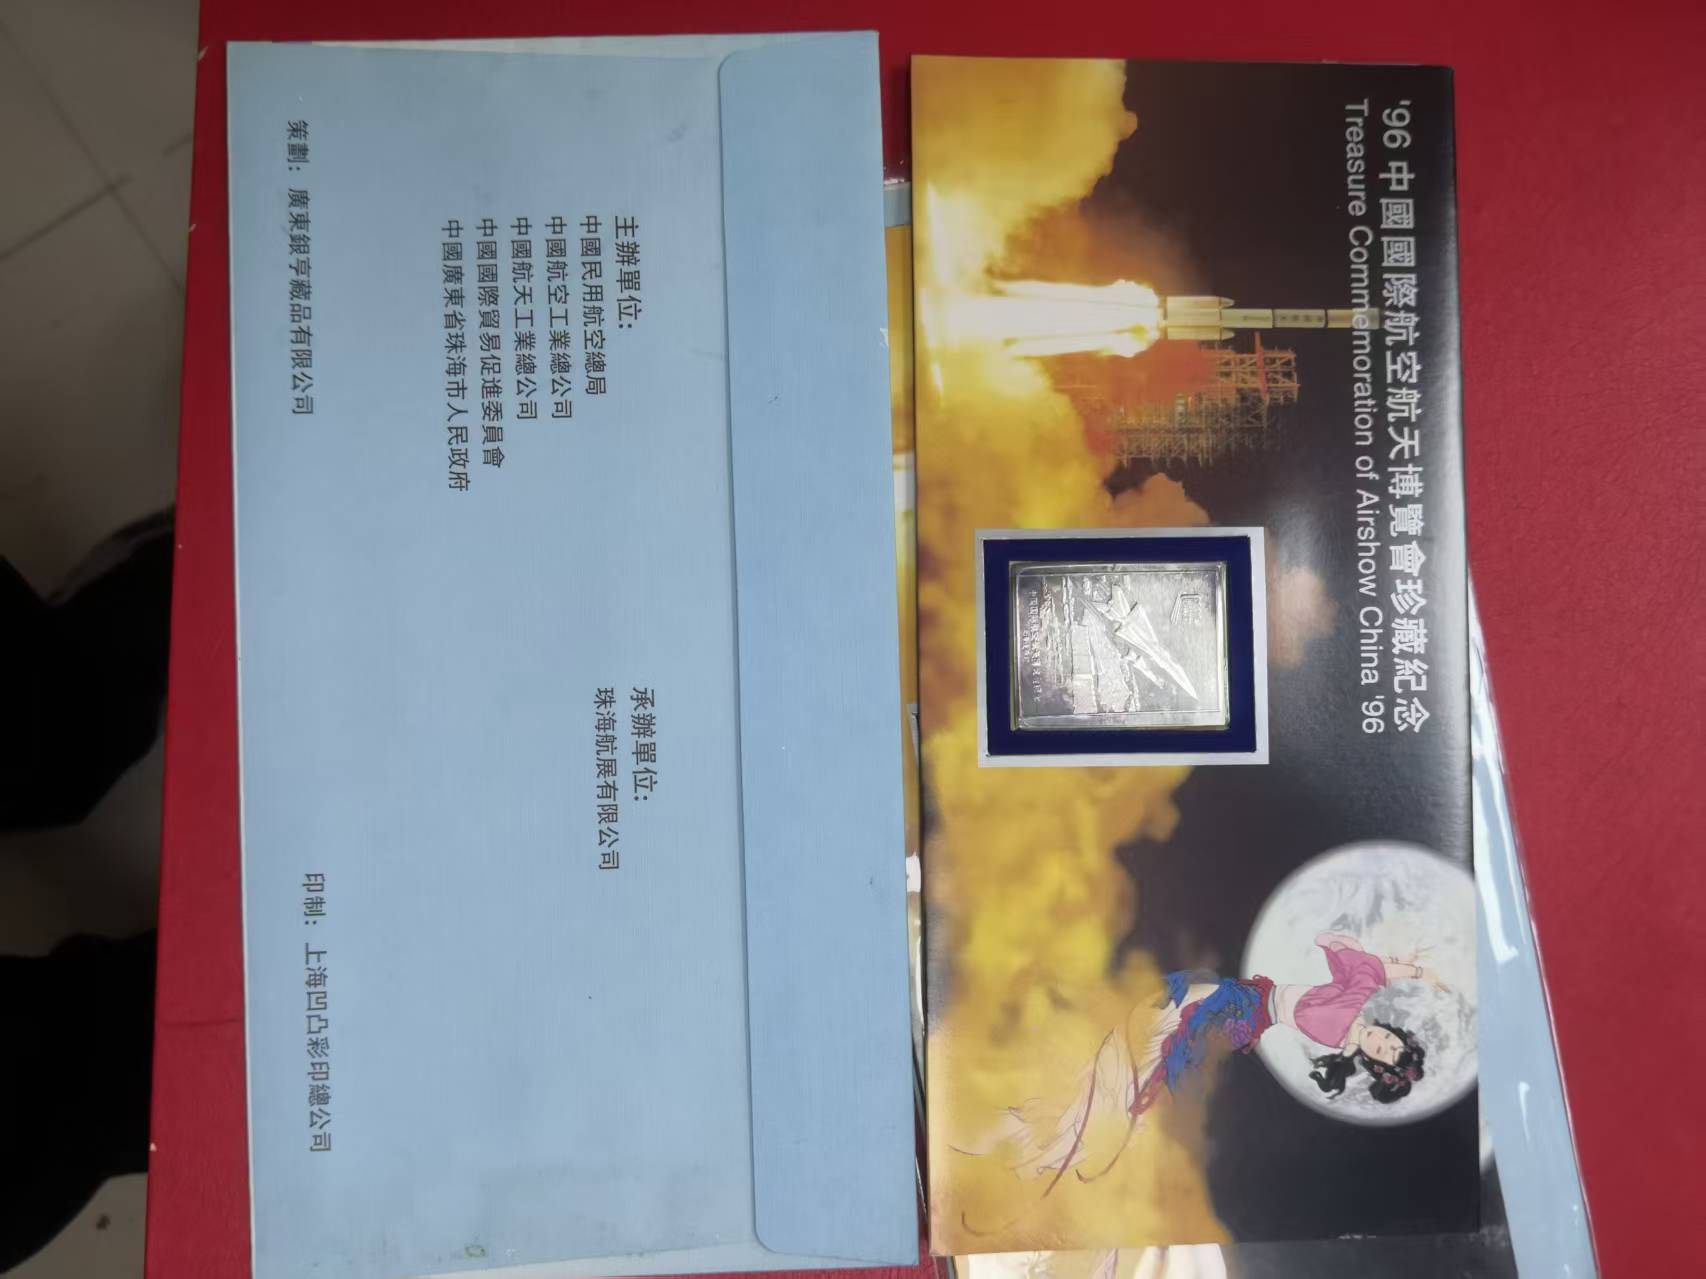 '96 中國國際航空航天博覽會珍藏紀念
Treasure Commemoration of Airshow China '96
主辦單位:
中國民用航空總局
中國航空工業總公司
中國航天工業總公司
中國國際貿易促進委員會
中國廣東省珠海市人民政府
承辦單位:
珠海航展有限公司
策劃: 廣東銀亨藏品有限公司
印制: 上海凹凸彩印總公司